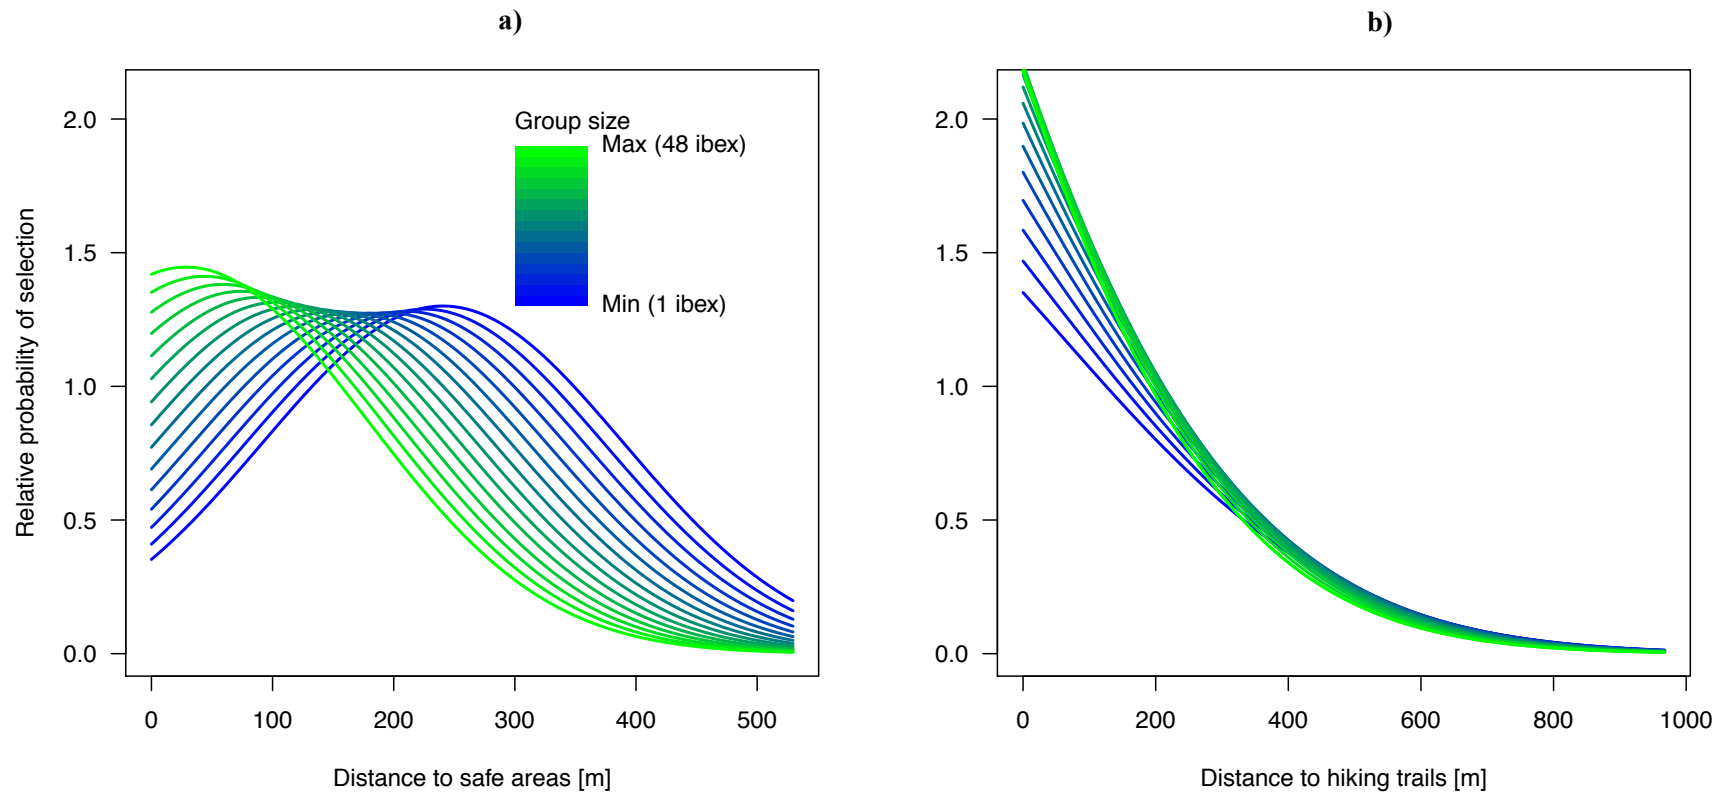 a)
b)
Relative probability of selection
2.0
1.5
1.0
0.5
0.0
Group size
Max (48 ibex)
Min (1 ibex)
0 100 200 300 400 500
Distance to safe areas [m]
2.0
1.5
1.0
0.5
0.0
0 200 400 600 800 1000
Distance to hiking trails [m]